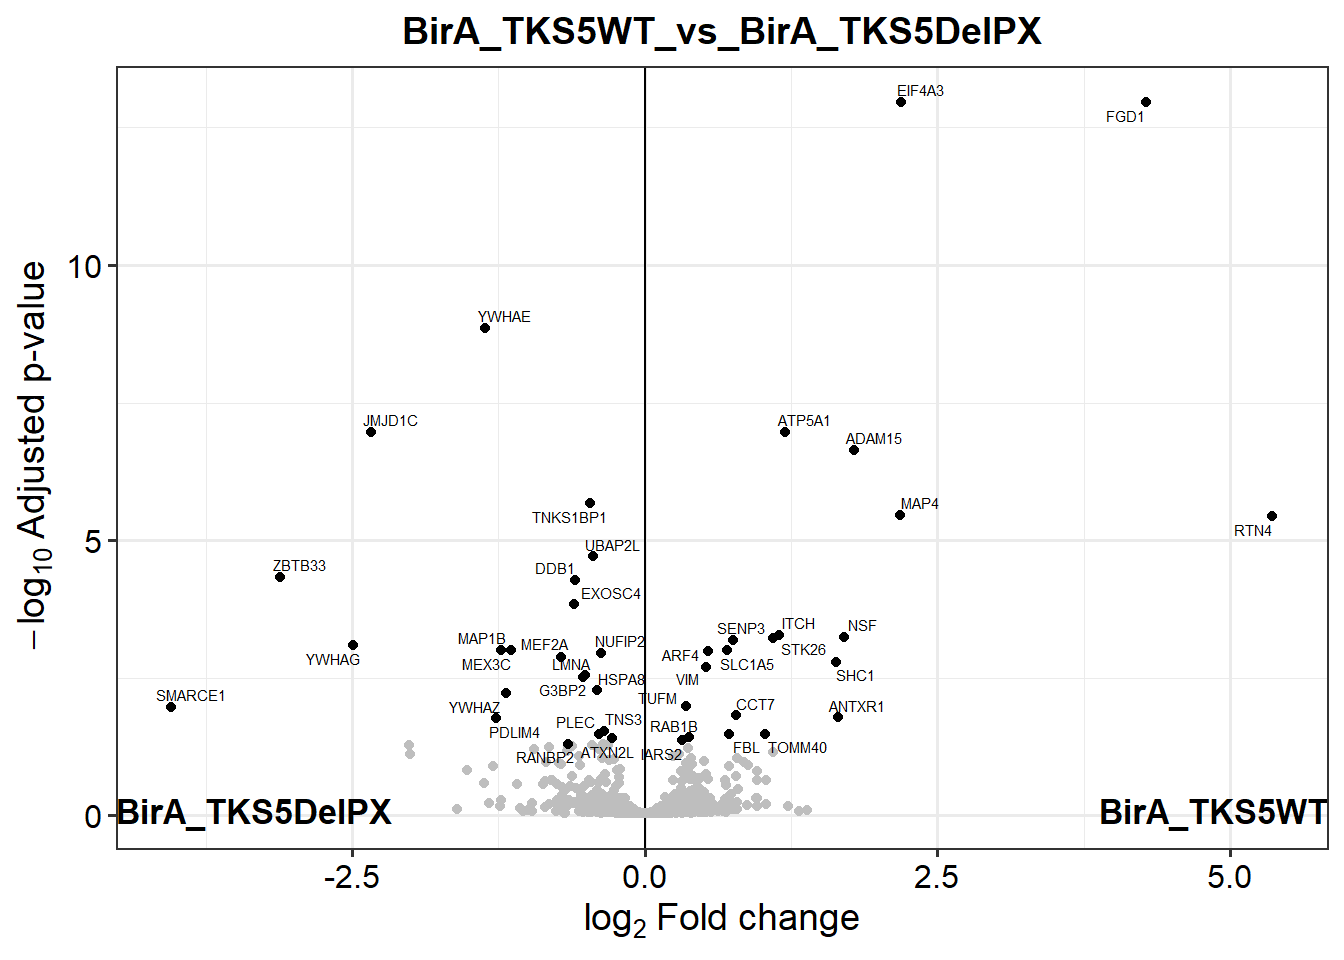 BirA_TKS5WT_vs_BirA_TKS5DelPX
EIF4A3
FGD1
10
YWHAE
JMJD1C
ATP5A1
ADAM15
MAP4
TNKS1BP1
RTN4
5
UBAP2L
ZBTB33
DDB1
EXOSC4
ITCH
NSF
SENP3
MAP1B
MEF2A
NUFIP2
STK26
ARF4
YWHAG
MEX3C
LMNA
SLC1A5
SHC1
HSPA8
VIM
G3BP2
SMARCE1
TUFM
CCT7
ANTXR1
YWHAZ
PLEC
TNS3
RAB1B
PDLIM4
FBL
TOMM40
RANBP2
ATXN2L
IARS2
0
BirA_TKS5DelPX
BirA_TKS5WT
-2.5
0.0
2.5
5.0
log2 Fold change
−log10 Adjusted p-value